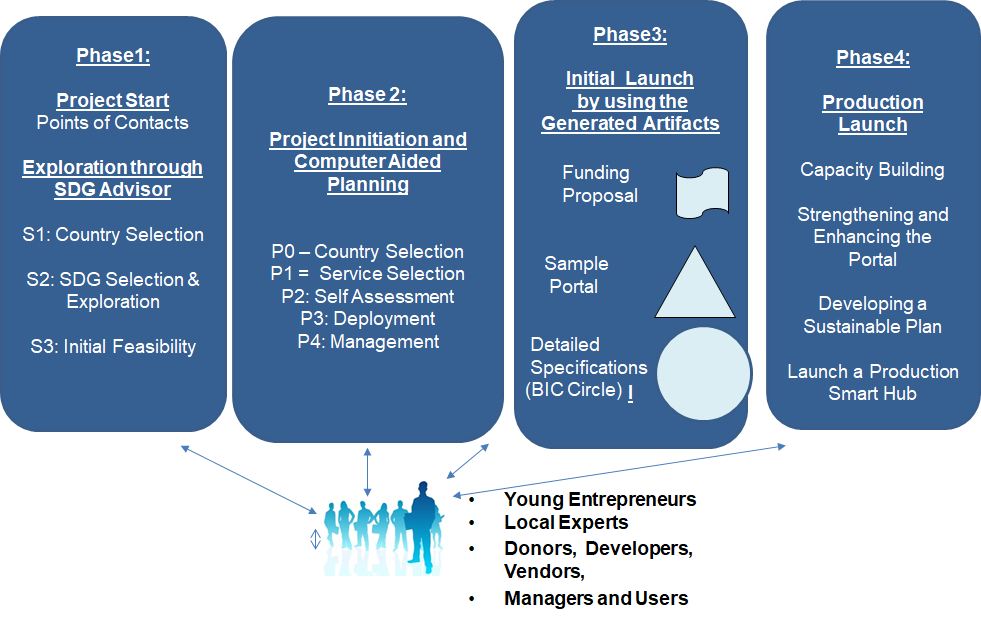 Phase1:
Project Start
Points of Contacts
Exploration through
SDG Advisor
S1: Country Selection
S2: SDG Selection &
Exploration
S3: Initial Feasibility
Phase 2:
Project Innitiation and
Computer Aided
Planning
P0 – Country Selection
P1 = Service Selection
P2: Self Assessment
P3: Deployment
P4: Management
Phase3:
Initial Launch
by using the
Generated Artifacts
Funding
Proposal
Sample
Portal
Detailed
Specifications
(BIC Circle) I
Phase4:
Production
Launch
Capacity Building
Strengthening and
Enhancing the
Portal
Developing a
Sustainable Plan
Launch a Production
Smart Hub
• Young Entrepreneurs
• Local Experts
• Donors, Developers,
Vendors,
• Managers and Users